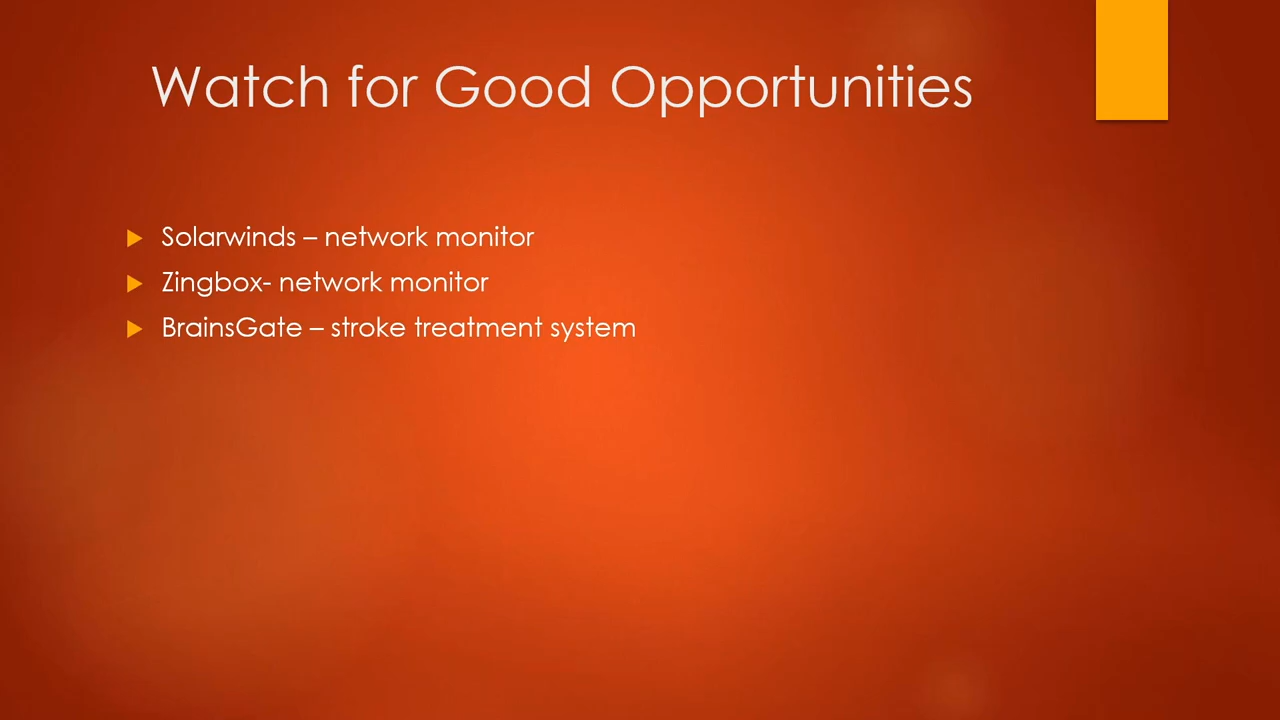 Watch for Good Opportunities
Solarwinds – network monitor
Zingbox- network monitor
BrainsGate – stroke treatment system